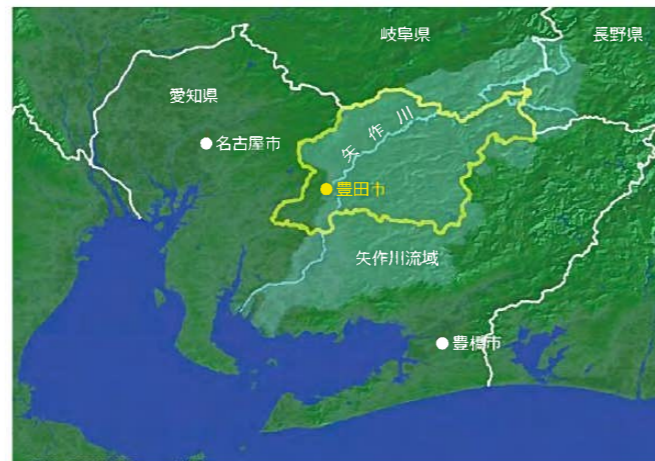 岐阜県
長野県
愛知県
矢作川
名古屋市
豊田市
矢作川流域
豊橋市